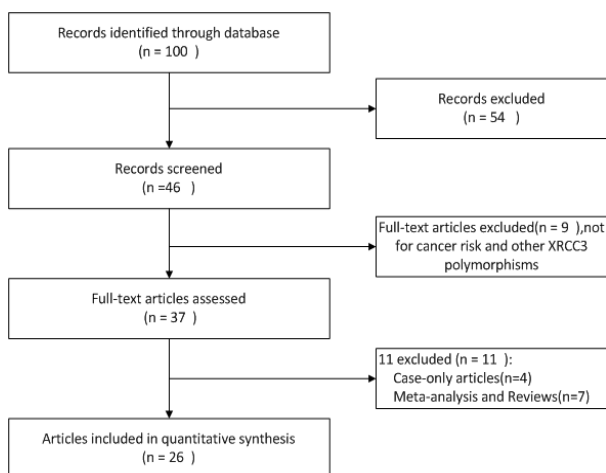 Records identified through database
(n = 100 )
Records excluded
(n = 54 )
Records screened
(n =46 )
Full-text articles excluded(n = 9 ),not
for cancer risk and other XRCC3
polymorphisms
Full-text articles assessed
(n = 37 )
11 excluded (n = 11 ):
Case-only articles(n=4)
Meta-analysis and Reviews(n=7)
Articles included in quantitative synthesis
(n = 26 )